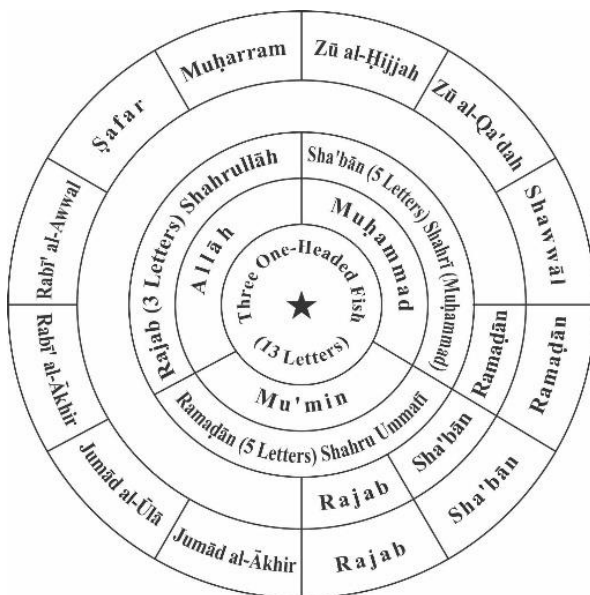 Muḥarram
Zū al-Ḥijjah
Zū al-Qa'dah
Shawwāl
Ramaḍān
Sha'bān
Rajab
Jumād al-Ākhir
Jumād al-Ūlā
Rabī' al-Ākhir
Rabī' al-Awwal
Ṣafar
Ramaḍān
Sha'bān
Rajab
Rajab (3 Letters) Shahrullāh
Sha'bān (5 Letters) Shahrī (Muḥammad)
Ramaḍān (5 Letters) Shahru Ummatī
Allāh
Muḥammad
Mu'min
Three One-Headed Fish
(13 Letters)